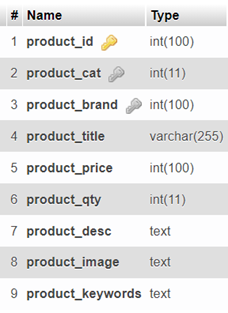 # Name Type
1 product_id int(100)
2 product_cat int(11)
3 product_brand int(100)
4 product_title varchar(255)
5 product_price int(100)
6 product_qty int(11)
7 product_desc text
8 product_image text
9 product_keywords text